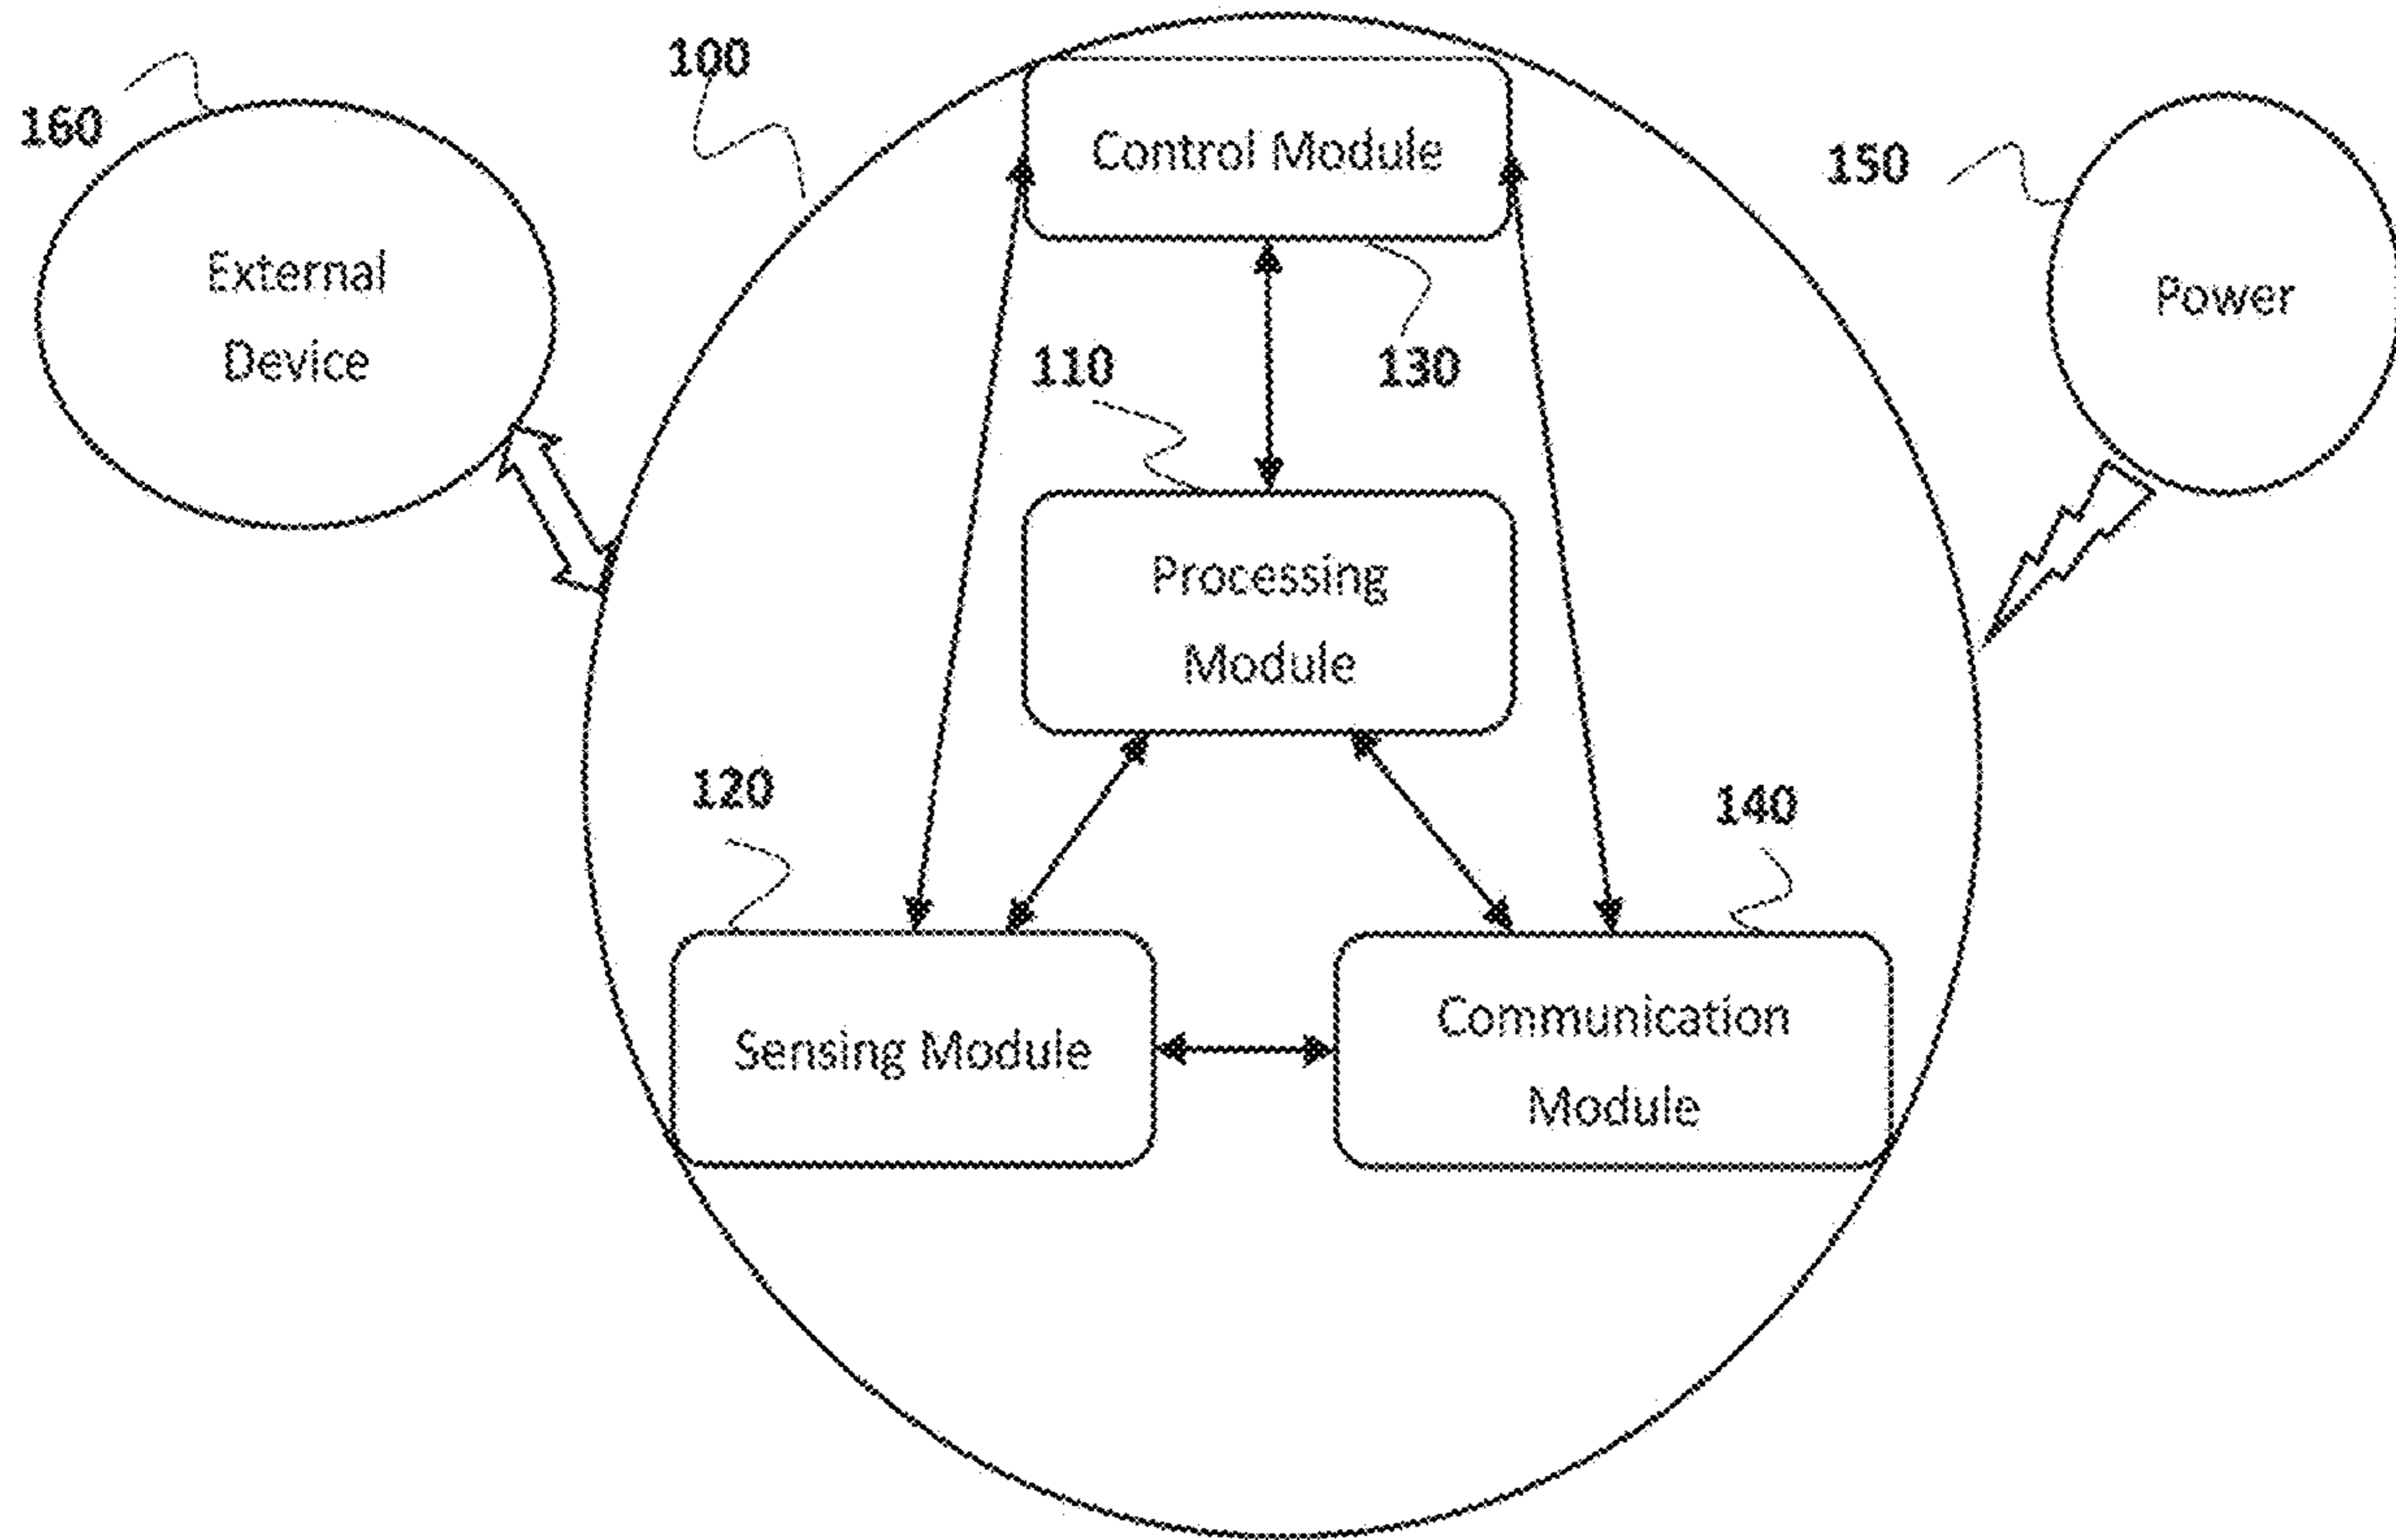 100
160
Control Module
150
External
Device
Power
110
130
Processing
Module
120
140
Sensing Module
Communication
Module